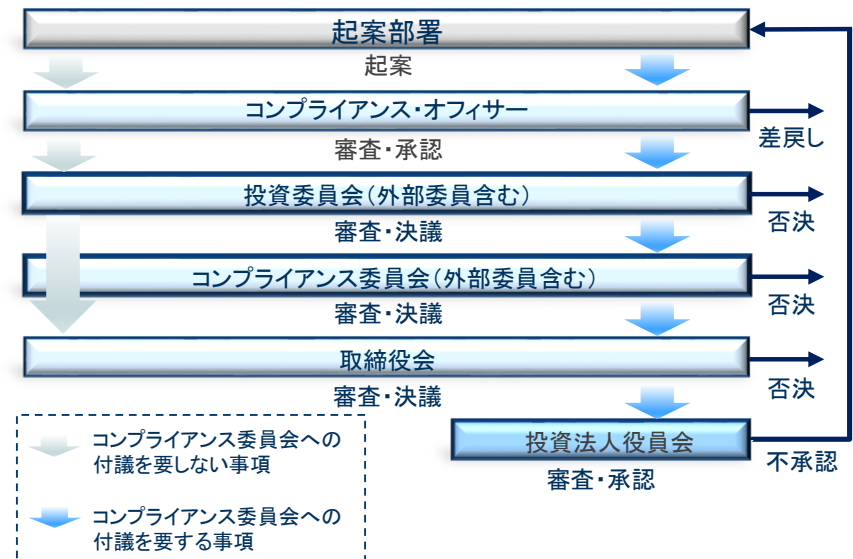 起案部署
起案
コンプライアンス・オフィサー
差戻し
審査・承認
投資委員会(外部委員含む)
否決
審査・決議
コンプライアンス委員会(外部委員含む)
否決
審査・決議
取締役会
否決
審査・決議
投資法人役員会
不承認
審査・承認
コンプライアンス委員会への
付議を要しない事項
コンプライアンス委員会への
付議を要する事項